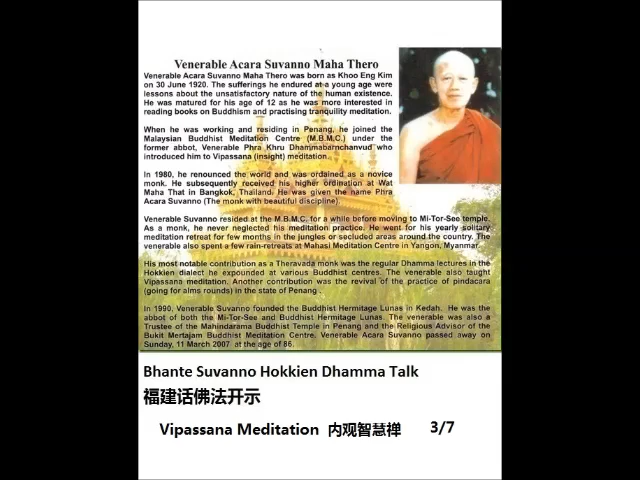 Venerable Acara Suvanno Maha Thero
Venerable Acara Suvanno Maha Thero was born as Khoo Eng Kim
on 30 June 1920. The sufferings he endured at a young age were
lessons about the unsatisfactory nature of the human existence.
He was matured for his age of 12 as he was more interested in
reading books on Buddhism and practising tranquility meditation.
When he was working and residing in Penang, he joined the
Malaysian Buddhist Meditation Centre (M.B.M.C.) under the
former abbot, Venerable Phra Khru Dhammabarnchanvud who
introduced him to Vipassana (insight) meditation.
In 1980, he renounced the world and was ordained as a novice
monk. He subsequently received his higher ordination at Wat
Maha That in Bangkok, Thailand. He was given the name Phra
Acara Suvanno (The monk with beautiful discipline).
Venerable Suvanno resided at the M.B.M.C. for a while before moving to Mi-Tor-See temple.
As a monk, he never neglected his meditation practice. He went for his yearly solitary
meditation retreat for few months in the jungles or secluded areas around the country. The
venerable also spent a few rain-retreats at Mahasi Meditation Centre in Yangon, Myanmar.
His most notable contribution as a Theravada monk was the regular Dhamma lectures in the
Hokkien dialect he expounded at various Buddhist centres. The venerable also taught
Vipassana meditation. Another contribution was the revival of the practice of pindacara
(going for alms rounds) in the state of Penang.
In 1990, Venerable Suvanno founded the Buddhist Hermitage Lunas in Kedah. He was the
abbot of both the Mi-Tor-See and Buddhist Hermitage Lunas. The venerable was also a
Trustee of the Mahindarama Buddhist Temple in Penang and the Religious Advisor of the
Bukit Mertajam Buddhist Meditation Centre. Venerable Acara Suvanno passed away on
Sunday, 11 March 2007 at the age of 86.
Bhante Suvanno Hokkien Dhamma Talk
福建话佛法开示
Vipassana Meditation 内观智慧禅 3/7